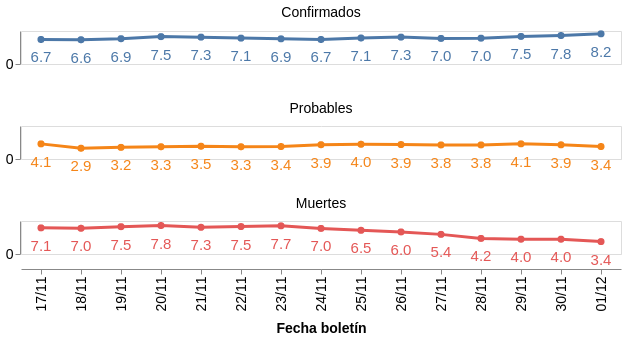 Confirmados
0
6.7 6.6 6.9 7.5 7.3 7.1 6.9 6.7 7.1 7.3 7.0 7.0 7.5 7.8 8.2
Probables
0
4.1 2.9 3.2 3.3 3.5 3.3 3.4 3.9 4.0 3.9 3.8 3.8 4.1 3.9 3.4
Muertes
0
7.1 7.0 7.5 7.8 7.3 7.5 7.7 7.0 6.5 6.0 5.4 4.2 4.0 4.0 3.4
17/11 18/11 19/11 20/11 21/11 22/11 23/11 24/11 25/11 26/11 27/11 28/11 29/11 30/11 01/12
Fecha boletín